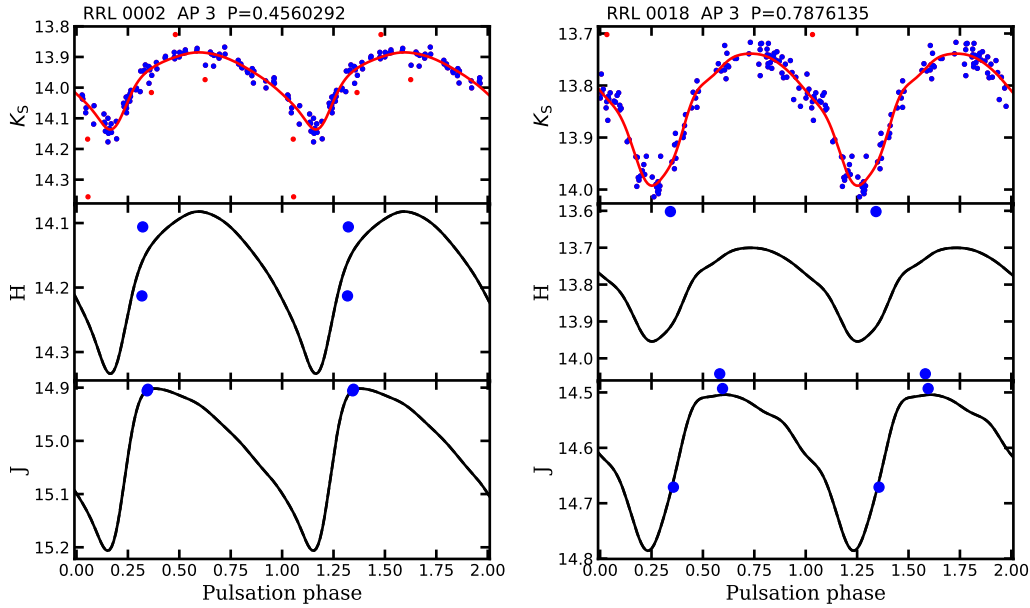 RRL 0002 AP 3 P=0.4560292
13.8
13.9
14.0
14.1
14.2
14.3
Ks
14.1
14.2
14.3
H
14.9
15.0
15.1
15.2
J
0.00 0.25 0.50 0.75 1.00 1.25 1.50 1.75 2.00
Pulsation phase
RRL 0018 AP 3 P=0.7876135
13.7
13.8
13.9
14.0
Ks
13.6
13.7
13.8
13.9
14.0
H
14.5
14.6
14.7
14.8
J
0.00 0.25 0.50 0.75 1.00 1.25 1.50 1.75 2.00
Pulsation phase